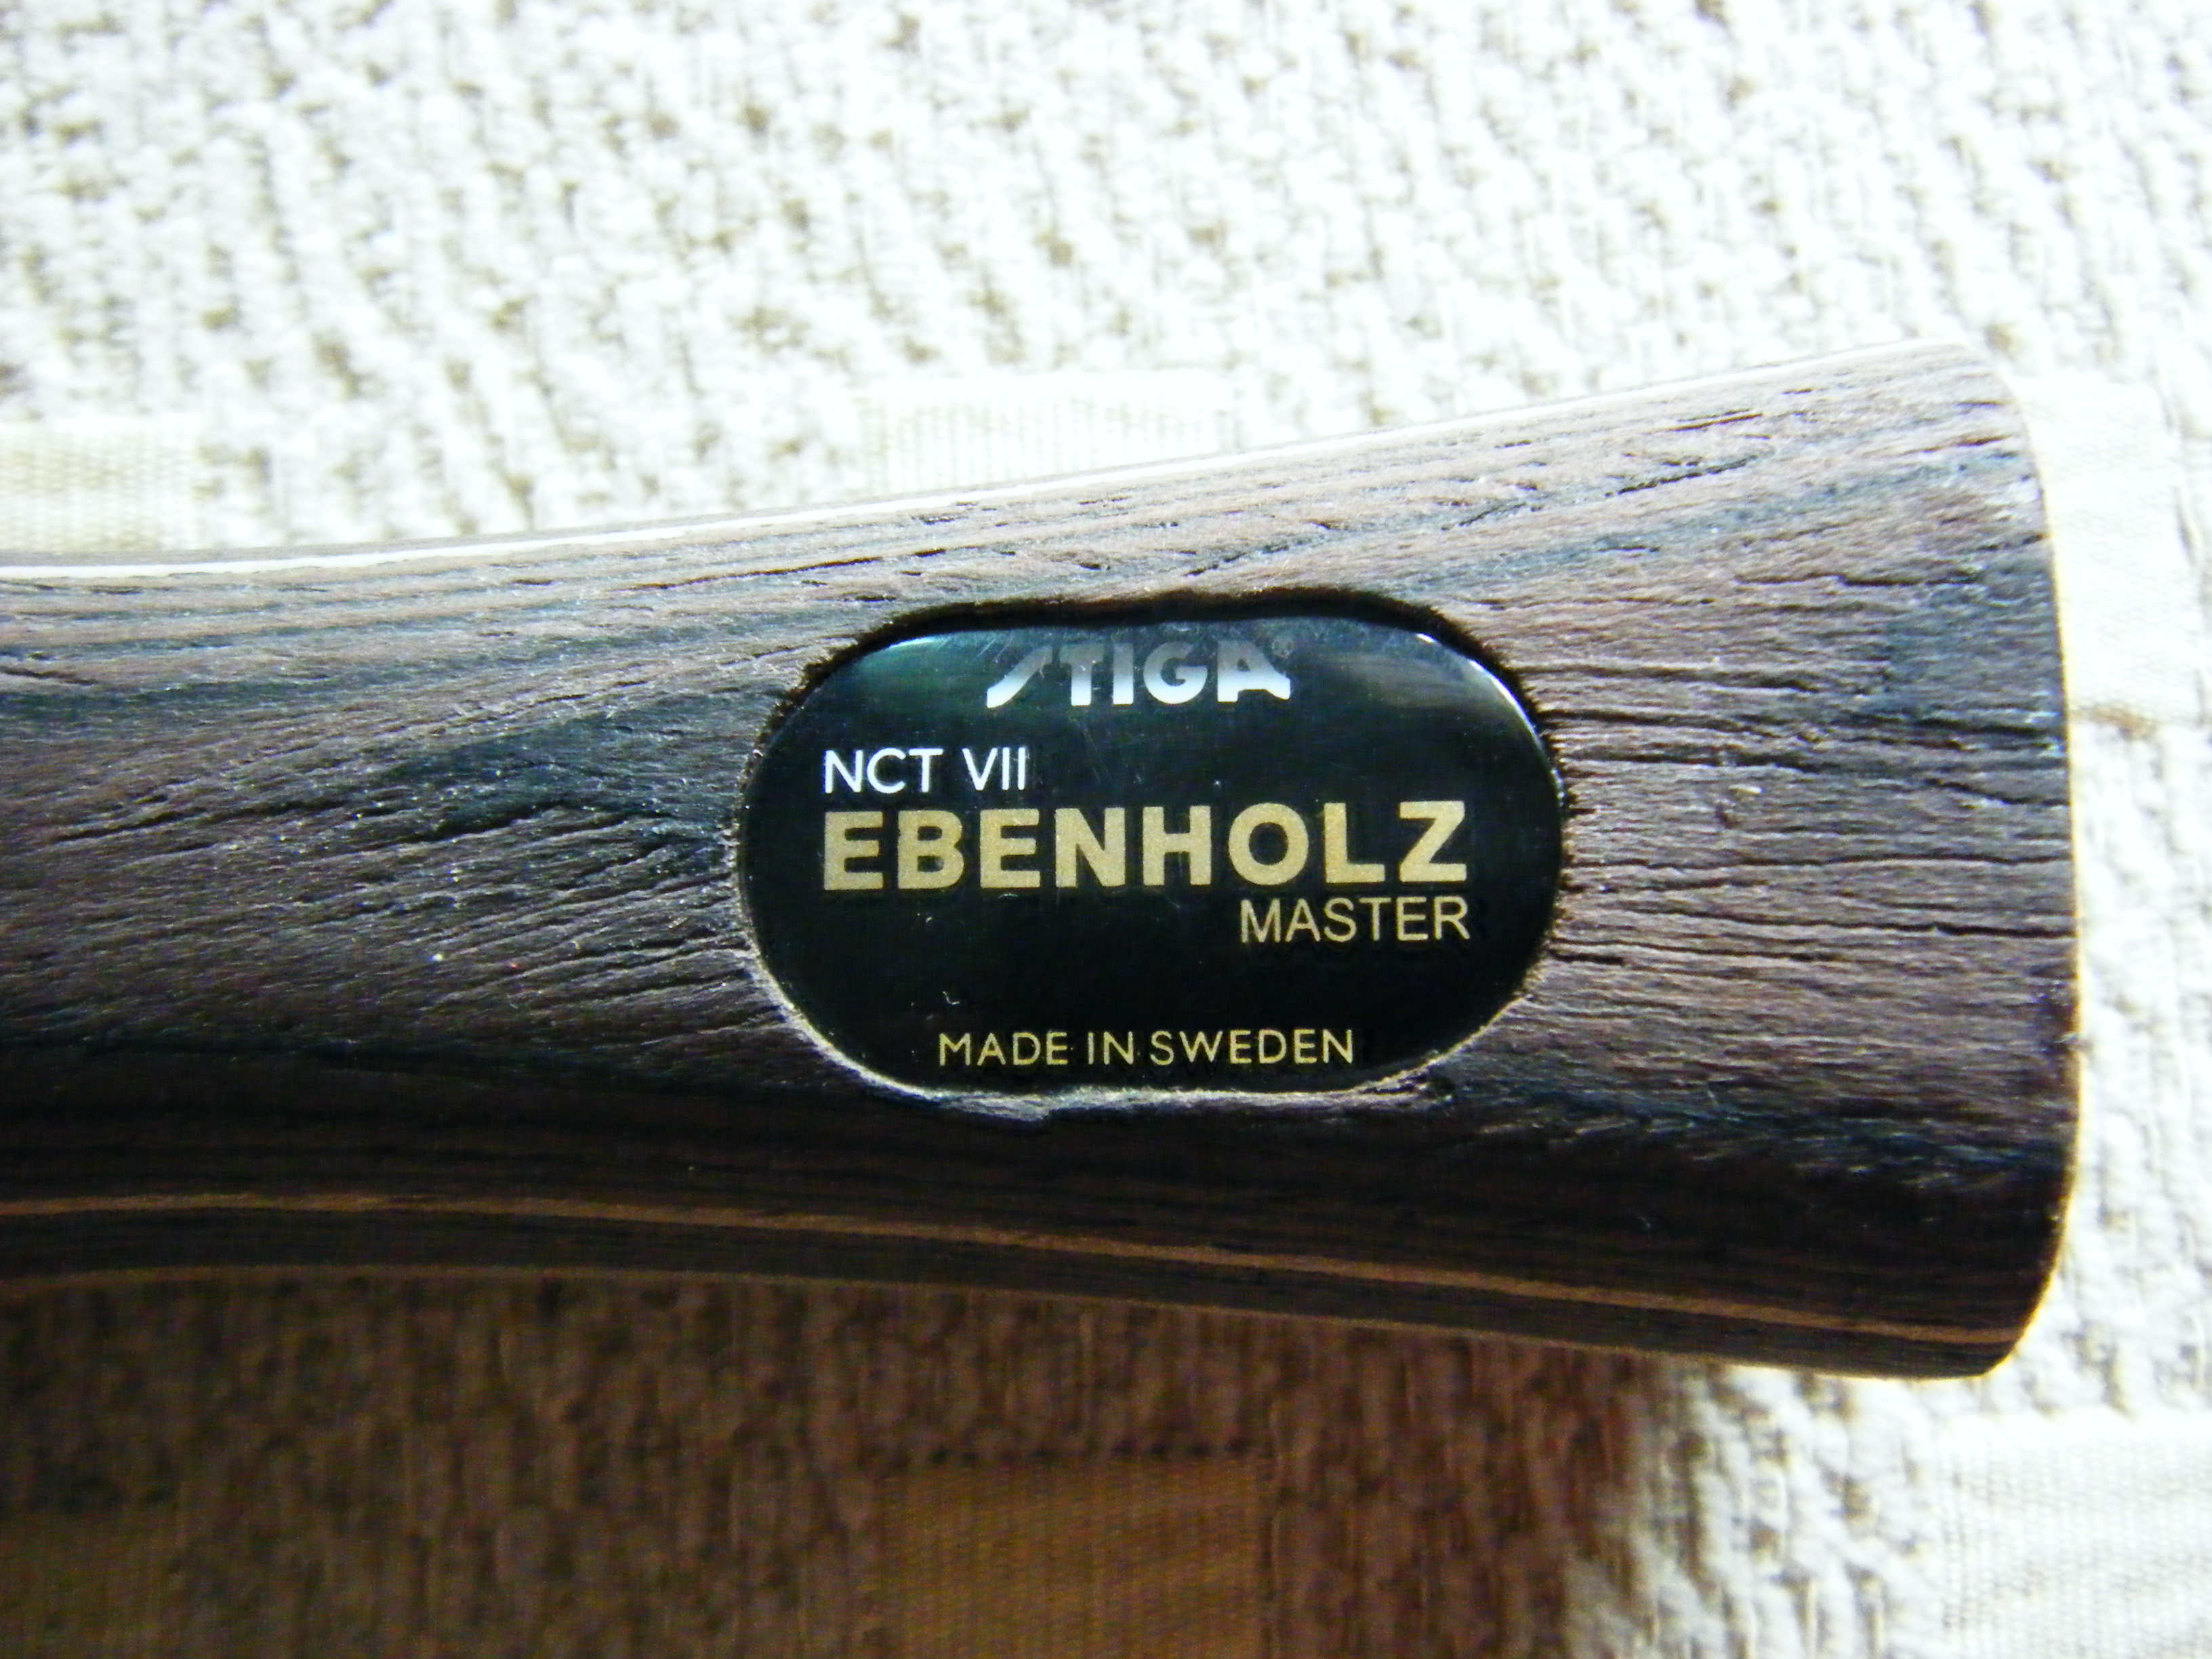 STIGA®
NCT VII
EBENHOLZ
MASTER
MADE IN SWEDEN